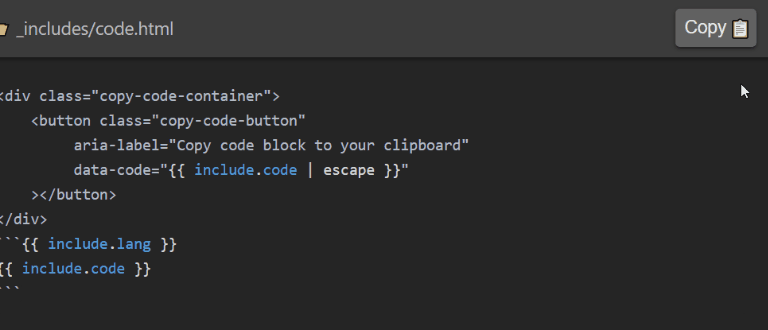 _includes/code.html
Copy
<div class="copy-code-container">
    <button class="copy-code-button"
        aria-label="Copy code block to your clipboard"
        data-code="{{ include.code | escape }}"
    ></button>
</div>
```{{ include.lang }}
{{ include.code }}
```